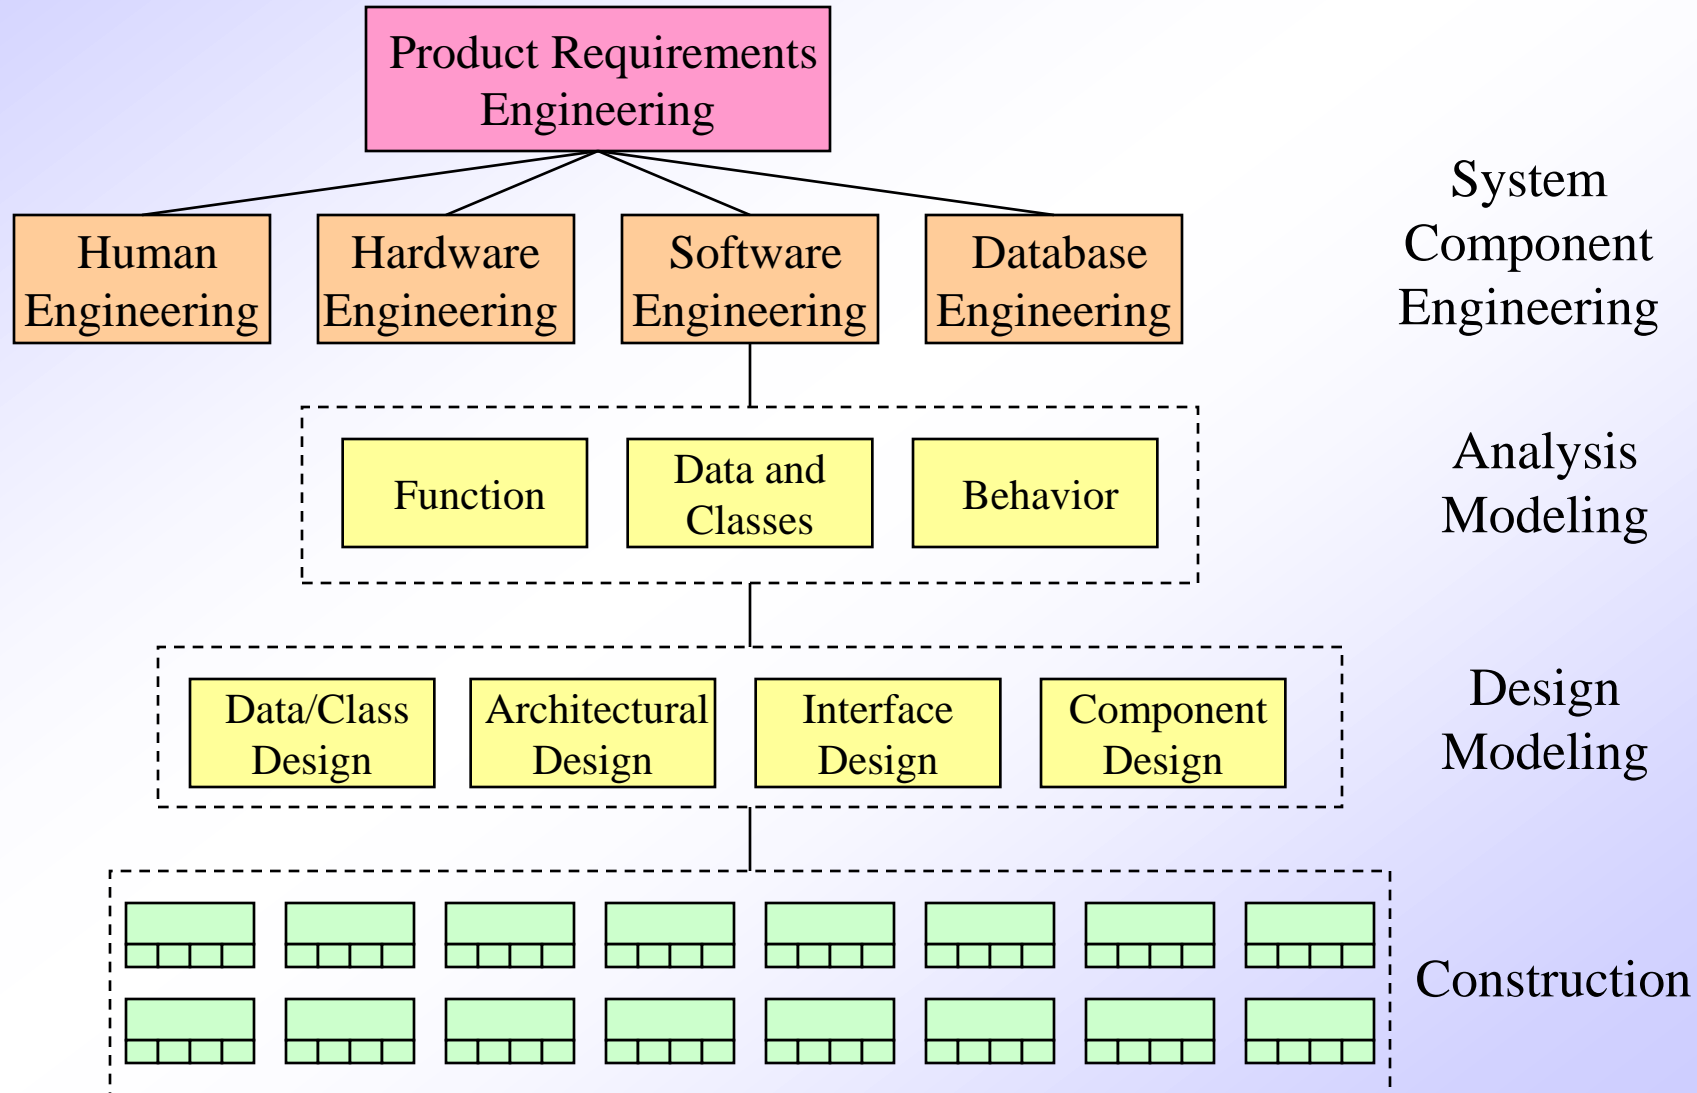 Product Requirements
Engineering
System
Component
Engineering
Human
Engineering
Hardware
Engineering
Software
Engineering
Database
Engineering
Analysis
Modeling
Function
Data and
Classes
Behavior
Design
Modeling
Data/Class
Design
Architectural
Design
Interface
Design
Component
Design
Construction